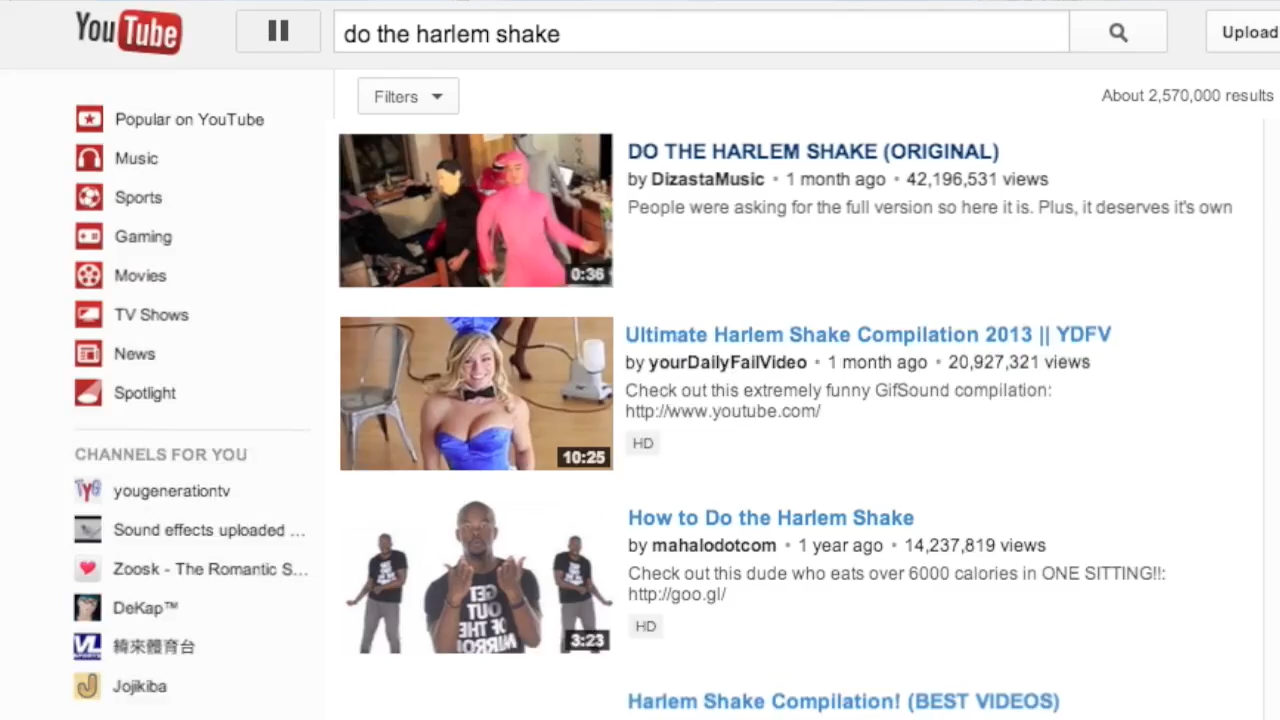 YouTube
do the harlem shake
Upload
Filters
About 2,570,000 results
Popular on YouTube
Music
Sports
Gaming
Movies
TV Shows
News
Spotlight
CHANNELS FOR YOU
yougenerationtv
Sound effects uploaded ...
Zoosk - The Romantic S...
DeKap™
緯來體育台
Jojikiba
0:36
DO THE HARLEM SHAKE (ORIGINAL)
by DizastaMusic • 1 month ago • 42,196,531 views
People were asking for the full version so here it is. Plus, it deserves it's own
10:25
Ultimate Harlem Shake Compilation 2013 || YDFV
by yourDailyFailVideo • 1 month ago • 20,927,321 views
Check out this extremely funny GifSound compilation:
http://www.youtube.com/
HD
GET
OUT
OF THE
MIRROR
3:23
How to Do the Harlem Shake
by mahalodotcom • 1 year ago • 14,237,819 views
Check out this dude who eats over 6000 calories in ONE SITTING!!:
http://goo.gl/
HD
Harlem Shake Compilation! (BEST VIDEOS)